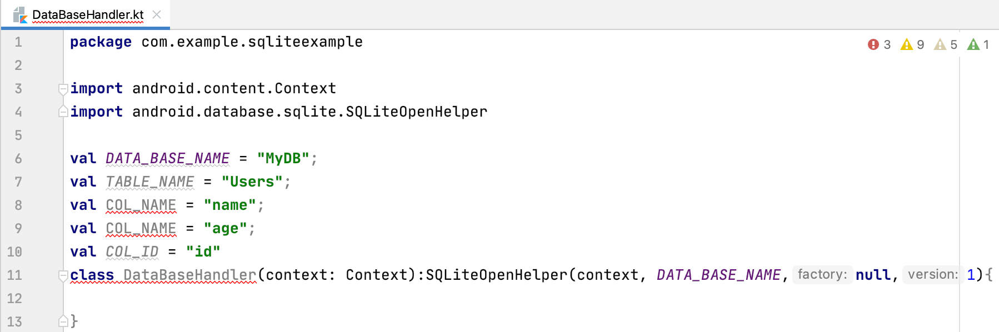 DataBaseHandler.kt
1 package com.example.sqliteexample
3 9 5 1
2
3 import android.content.Context
4 import android.database.sqlite.SQLiteOpenHelper
5
6 val DATA_BASE_NAME = "MyDB";
7 val TABLE_NAME = "Users";
8 val COL_NAME = "name";
9 val COL_NAME = "age";
10 val COL_ID = "id"
11 class DataBaseHandler(context: Context):SQLiteOpenHelper(context, DATA_BASE_NAME, factory: null, version: 1){
12
13 }